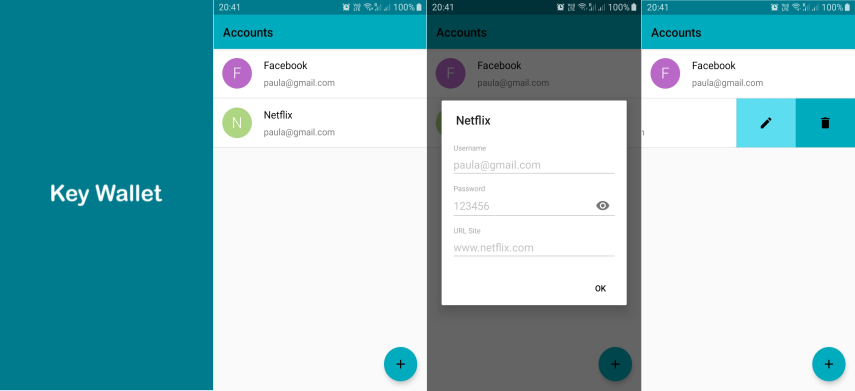 Key Wallet
20:41
100%
Accounts
F
Facebook
paula@gmail.com
N
Netflix
paula@gmail.com
+
20:41
100%
Accounts
F
Facebook
paula@gmail.com
Netflix
Username
paula@gmail.com
Password
123456
URL Site
www.netflix.com
OK
+
20:41
100%
Accounts
F
Facebook
paula@gmail.com
+